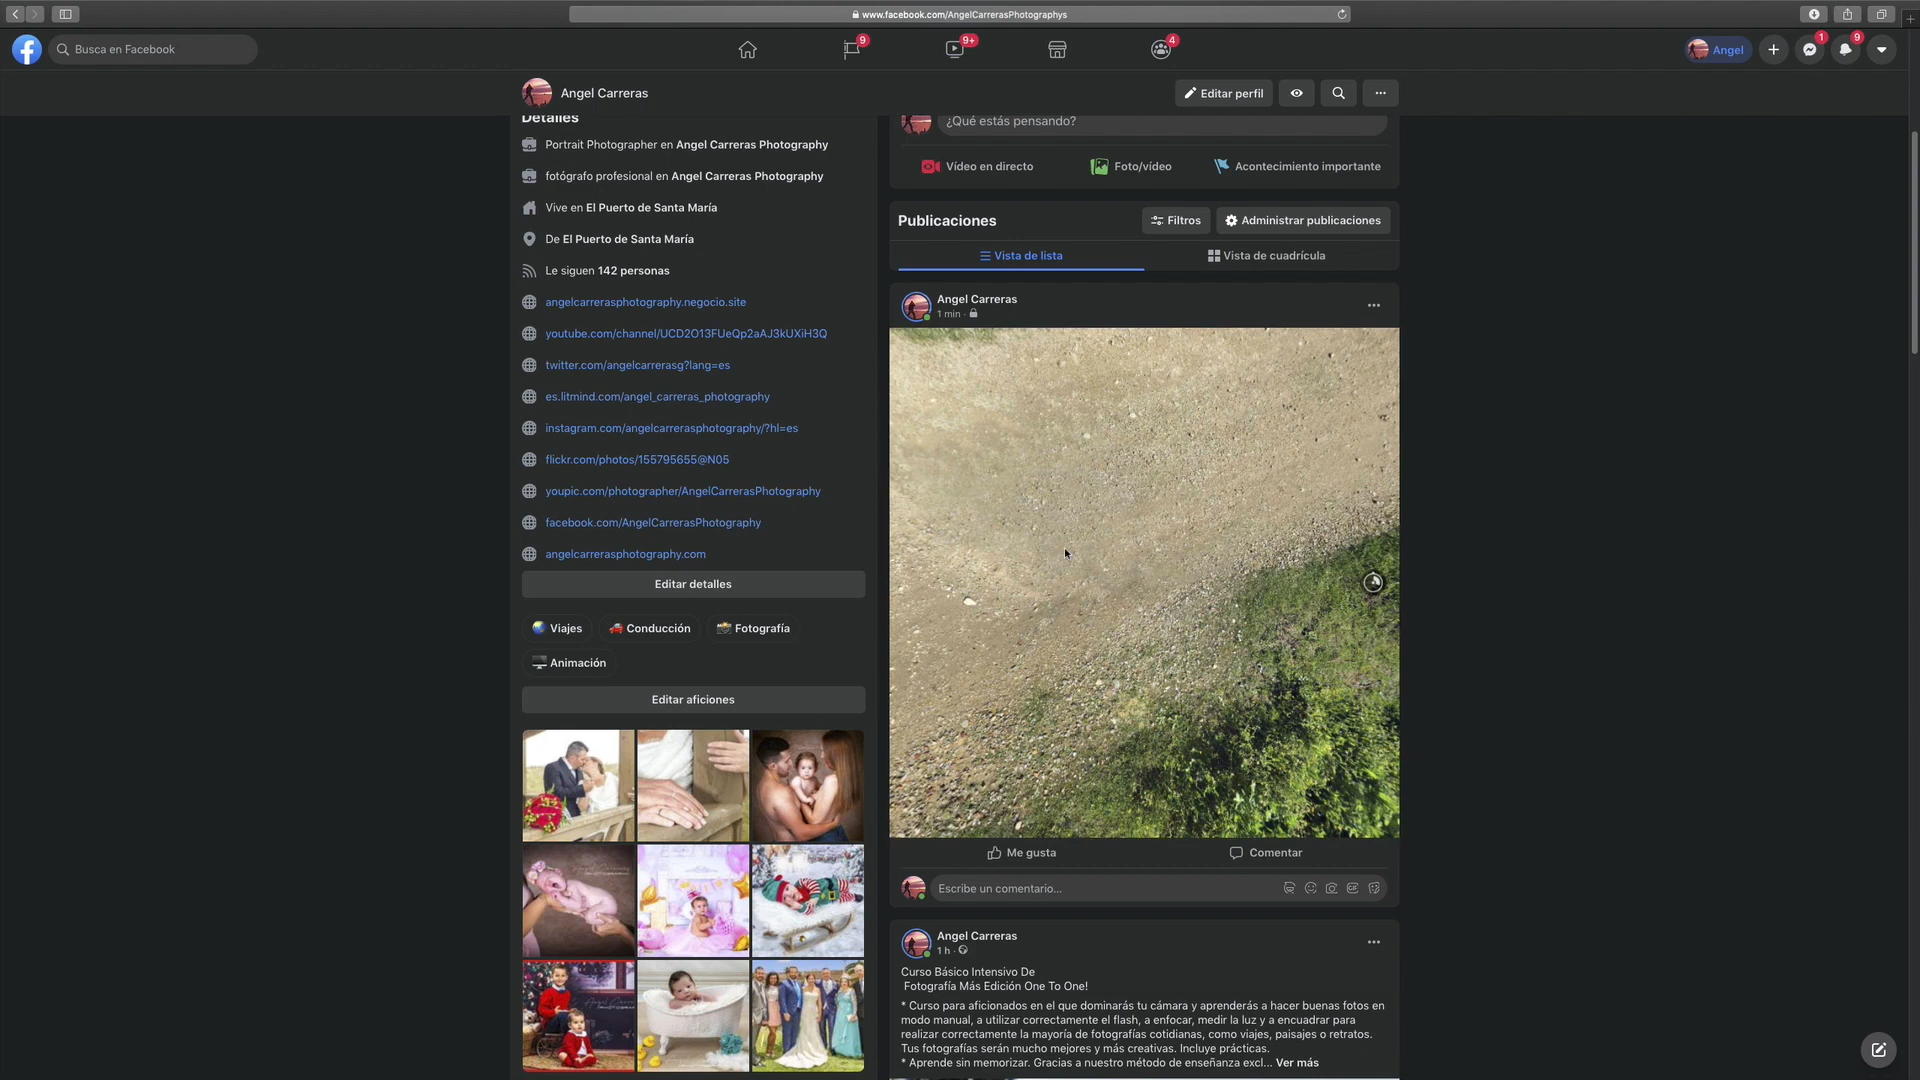 www.facebook.com/AngelCarrerasPhotographys
Busca en Facebook
9
9+
4
Angel
1
9
Angel Carreras
Editar perfil
Detalles
Portrait Photographer en Angel Carreras Photography
fotógrafo profesional en Angel Carreras Photography
Vive en El Puerto de Santa María
De El Puerto de Santa María
Le siguen 142 personas
angelcarrerasphotography.negocio.site
youtube.com/channel/UCD2O13FUeQp2aAJ3kUXiH3Q
twitter.com/angelcarrerasg?lang=es
es.litmind.com/angel_carreras_photography
instagram.com/angelcarrerasphotography/?hl=es
flickr.com/photos/155795655@N05
youpic.com/photographer/AngelCarrerasPhotography
facebook.com/AngelCarrerasPhotography
angelcarrerasphotography.com
Editar detalles
Viajes
Conducción
Fotografía
Animación
Editar aficiones
¿Qué estás pensando?
Vídeo en directo
Foto/vídeo
Acontecimiento importante
Publicaciones
Filtros
Administrar publicaciones
Vista de lista
Vista de cuadrícula
Angel Carreras
1 min ·
Me gusta
Comentar
Escribe un comentario...
Angel Carreras
1 h ·
Curso Básico Intensivo De
Fotografía Más Edición One To One!
* Curso para aficionados en el que dominarás tu cámara y aprenderás a hacer buenas fotos en
modo manual, a utilizar correctamente el flash, a enfocar, medir la luz y a encuadrar para
realizar correctamente la mayoría de fotografías cotidianas, como viajes, paisajes o retratos.
Tus fotografías serán mucho mejores y más creativas. Incluye prácticas.
* Aprende sin memorizar. Gracias a nuestro método de enseñanza excl... Ver más